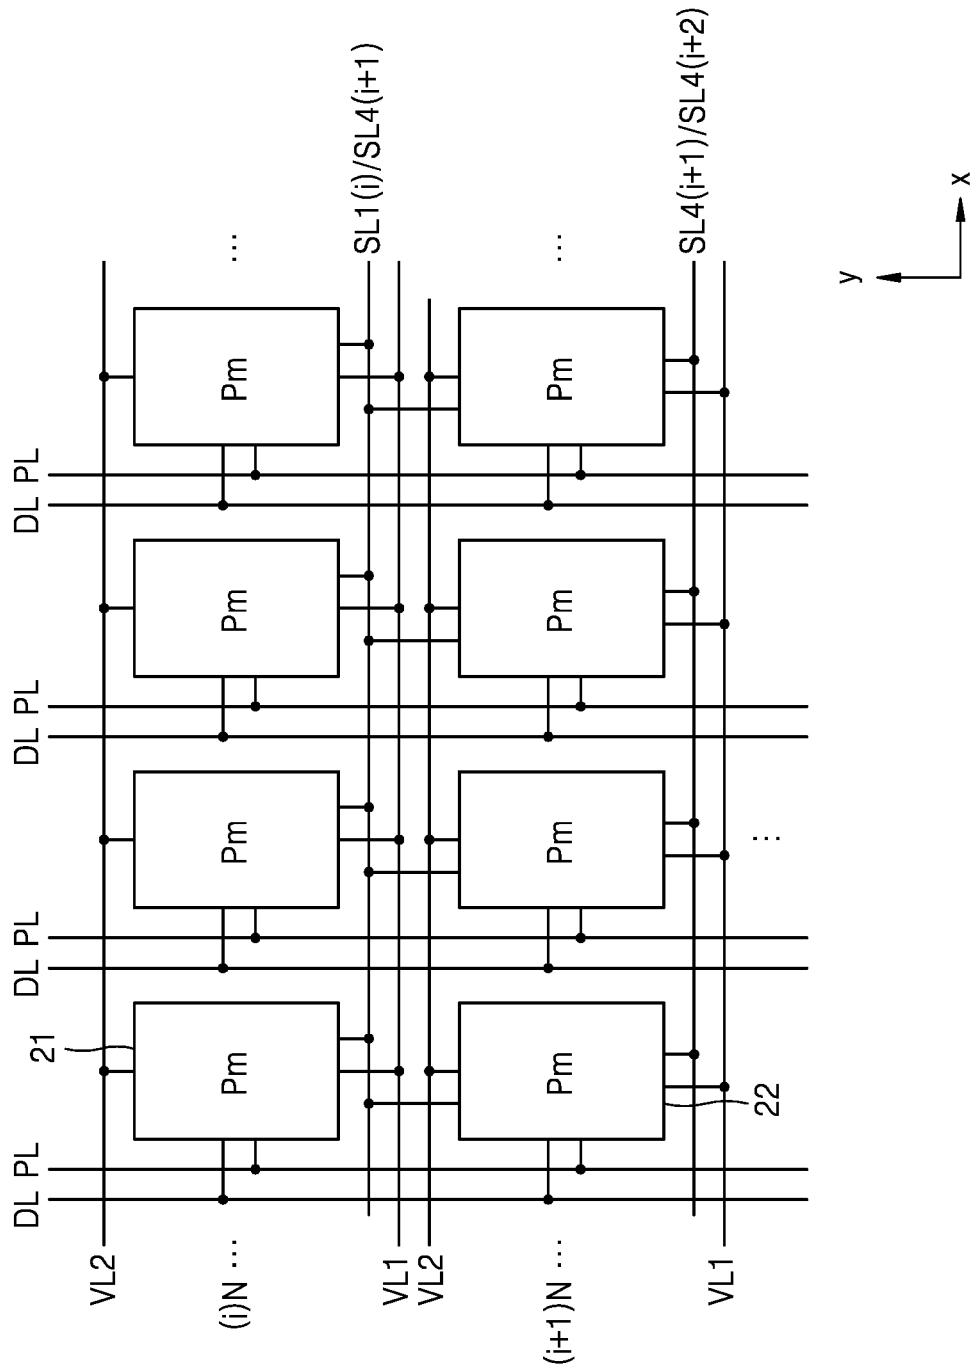 DL PL DL PL DL PL DL PL
21
VL2
(i)N ... Pm Pm Pm Pm ...
SL1(i)/SL4(i+1)
VL1
VL2
(i+1)N ... Pm Pm Pm Pm ...
SL4(i+1)/SL4(i+2)
VL1
22 ...
y
x